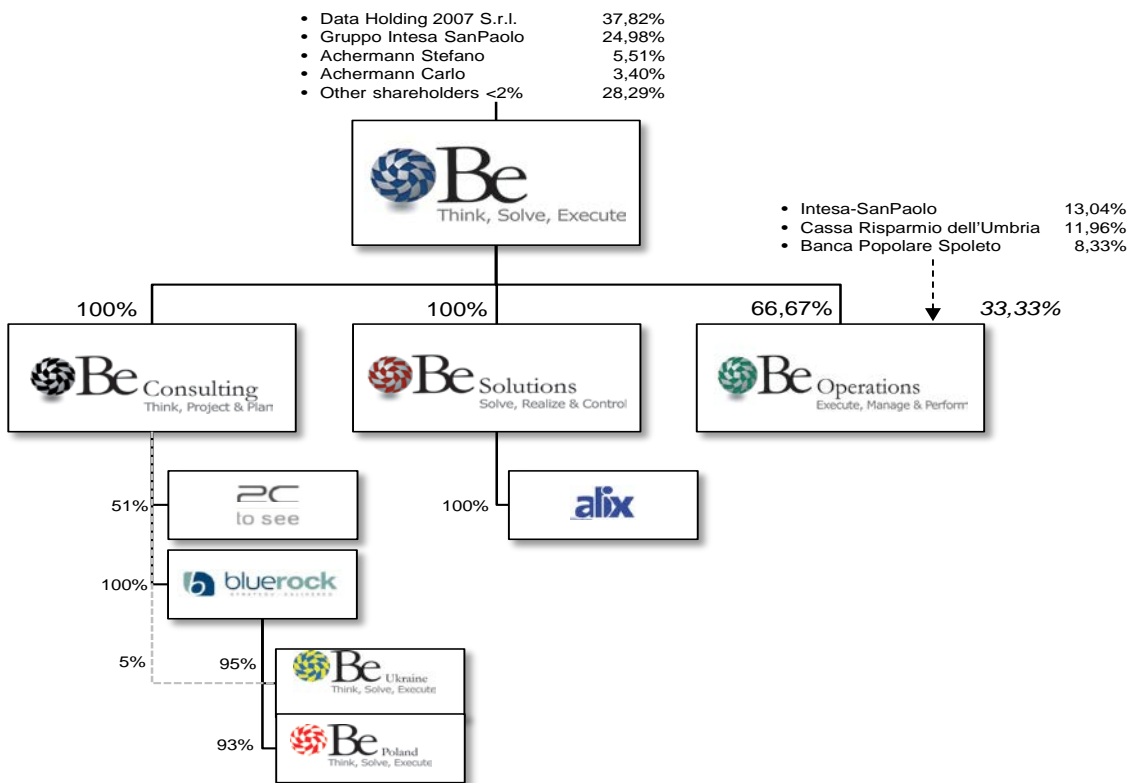 • Data Holding 2007 S.r.l. 37,82%
• Gruppo Intesa SanPaolo 24,98%
• Achermann Stefano 5,51%
• Achermann Carlo 3,40%
• Other shareholders <2% 28,29%
Be
Think, Solve, Execute
• Intesa-SanPaolo 13,04%
• Cassa Risparmio dell'Umbria 11,96%
• Banca Popolare Spoleto 8,33%
100% 100% 66,67% 33,33%
Be Consulting
Think, Project & Plan
Be Solutions
Solve, Realize & Control
Be Operations
Execute, Manage & Perform
51%
2C
to see
100%
alix
100%
bluerock
STRATEGY DELIVERED
5%
95%
Be Ukraine
Think, Solve, Execute
93%
Be Poland
Think, Solve, Execute